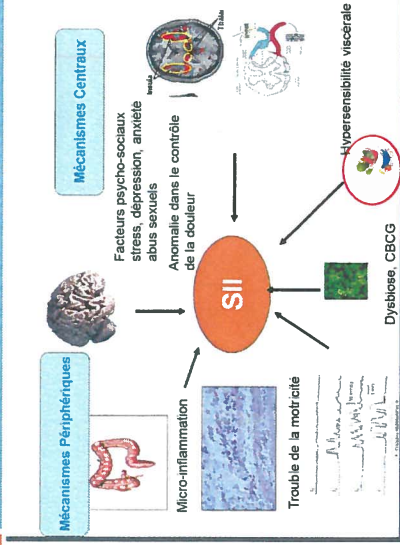 Mécanismes Périphériques
Mécanismes Centraux
Facteurs psycho-sociaux
stress, dépression, anxiété
abus sexuels
Anomalie dans le contrôle
de la douleur
Insula
Micro-inflammation
SII
Trouble de la motricité
Dysbiose, CBCG
Hypersensibilité viscérale